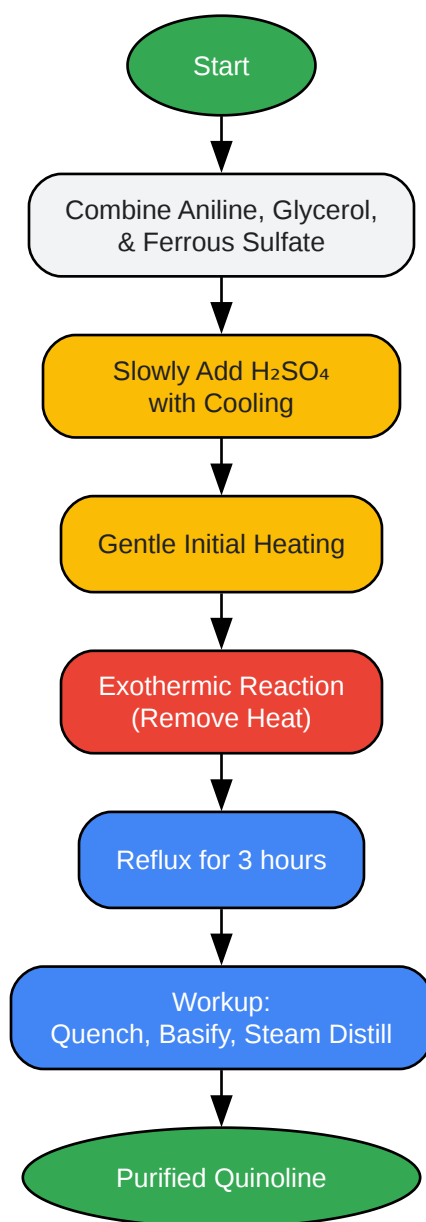 Start
Combine Aniline, Glycerol,
& Ferrous Sulfate
Slowly Add H₂SO₄
with Cooling
Gentle Initial Heating
Exothermic Reaction
(Remove Heat)
Reflux for 3 hours
Workup:
Quench, Basify, Steam Distill
Purified Quinoline